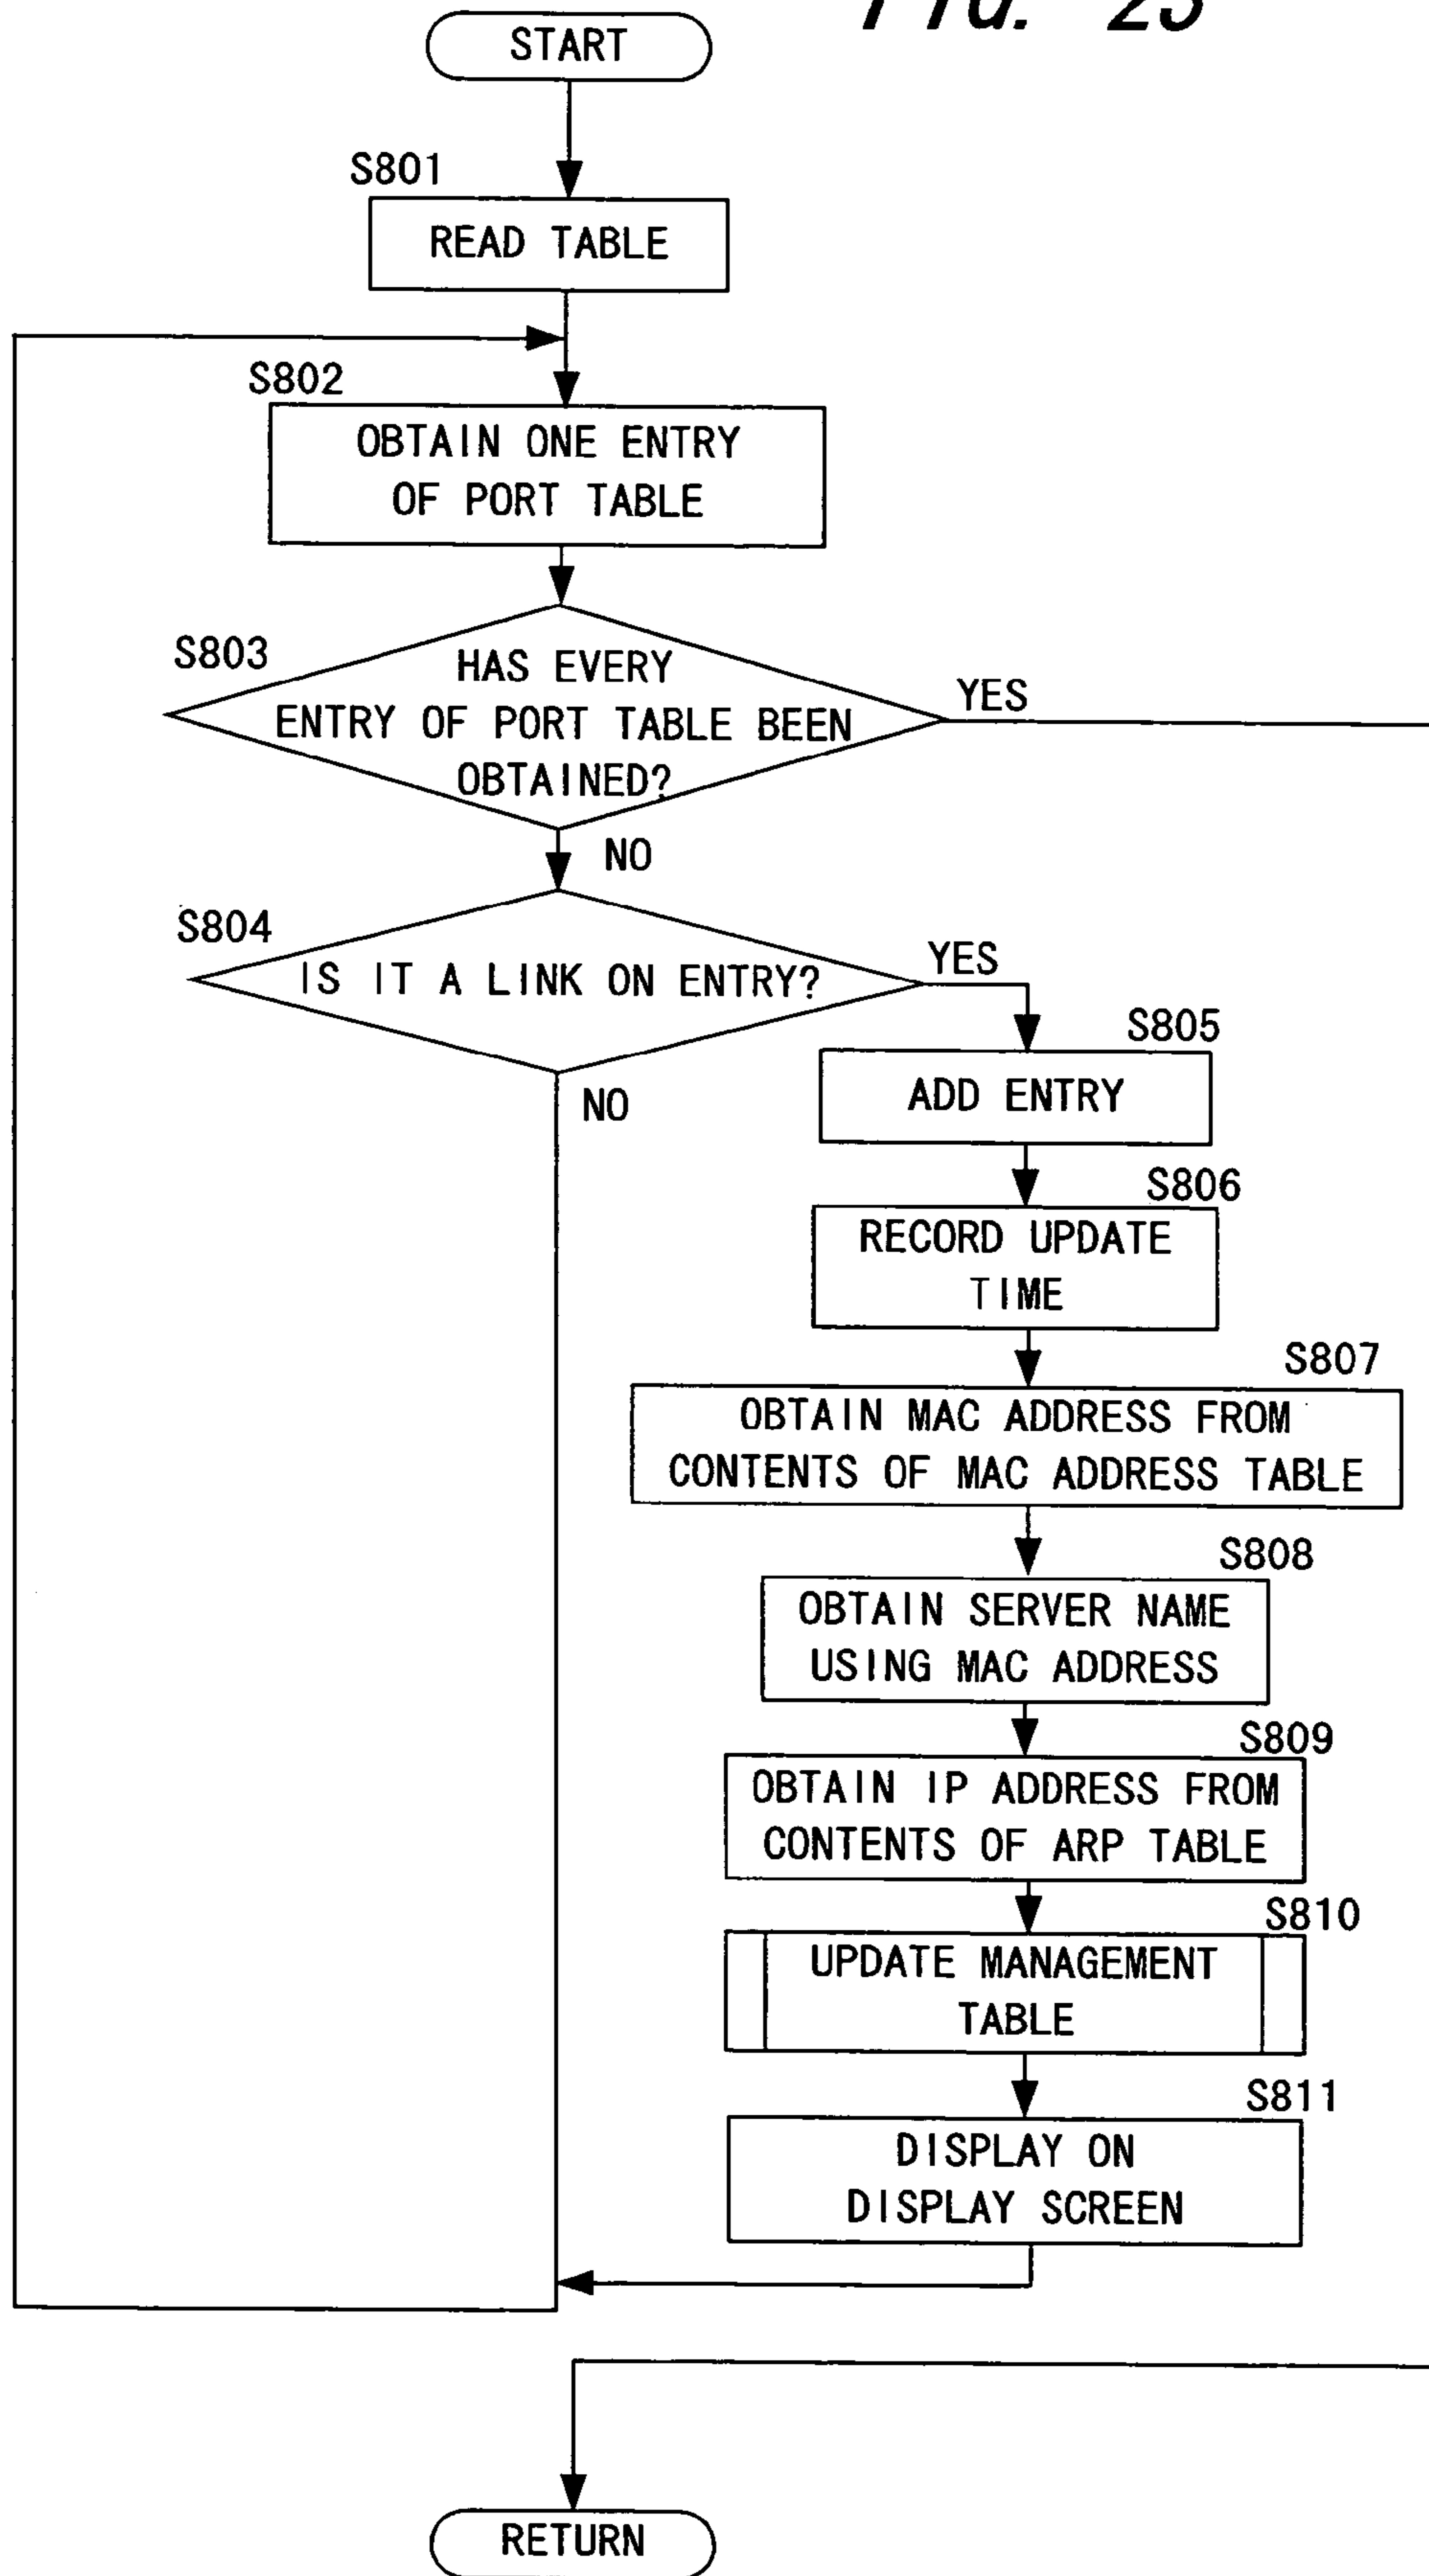 FIG. 23
START
S801
READ TABLE
S802
OBTAIN ONE ENTRY
OF PORT TABLE
S803
HAS EVERY
ENTRY OF PORT TABLE BEEN
OBTAINED?
YES
NO
S804
IS IT A LINK ON ENTRY?
YES
NO
S805
ADD ENTRY
S806
RECORD UPDATE
TIME
S807
OBTAIN MAC ADDRESS FROM
CONTENTS OF MAC ADDRESS TABLE
S808
OBTAIN SERVER NAME
USING MAC ADDRESS
S809
OBTAIN IP ADDRESS FROM
CONTENTS OF ARP TABLE
S810
UPDATE MANAGEMENT
TABLE
S811
DISPLAY ON
DISPLAY SCREEN
RETURN